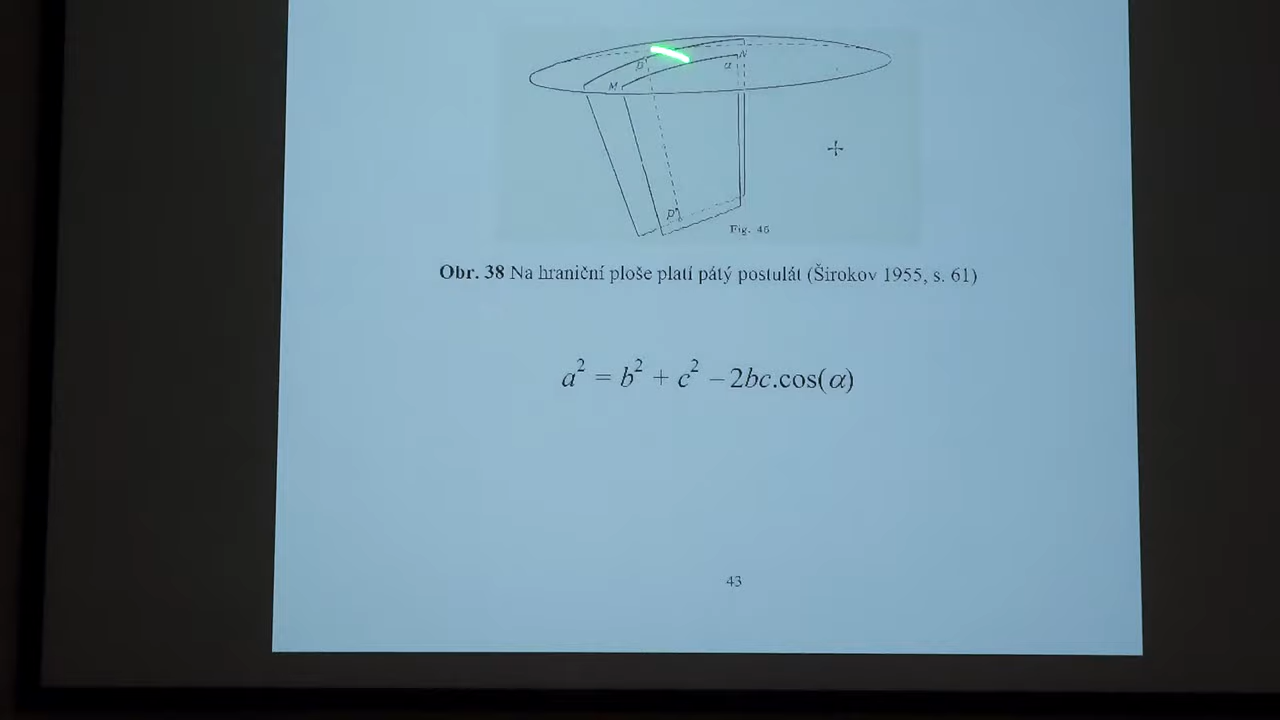 N
b
a
M
P
Fig. 46
Obr. 38 Na hraniční ploše platí pátý postulát (Širokov 1955, s. 61)
a² = b² + c² − 2bc.cos(α)
43